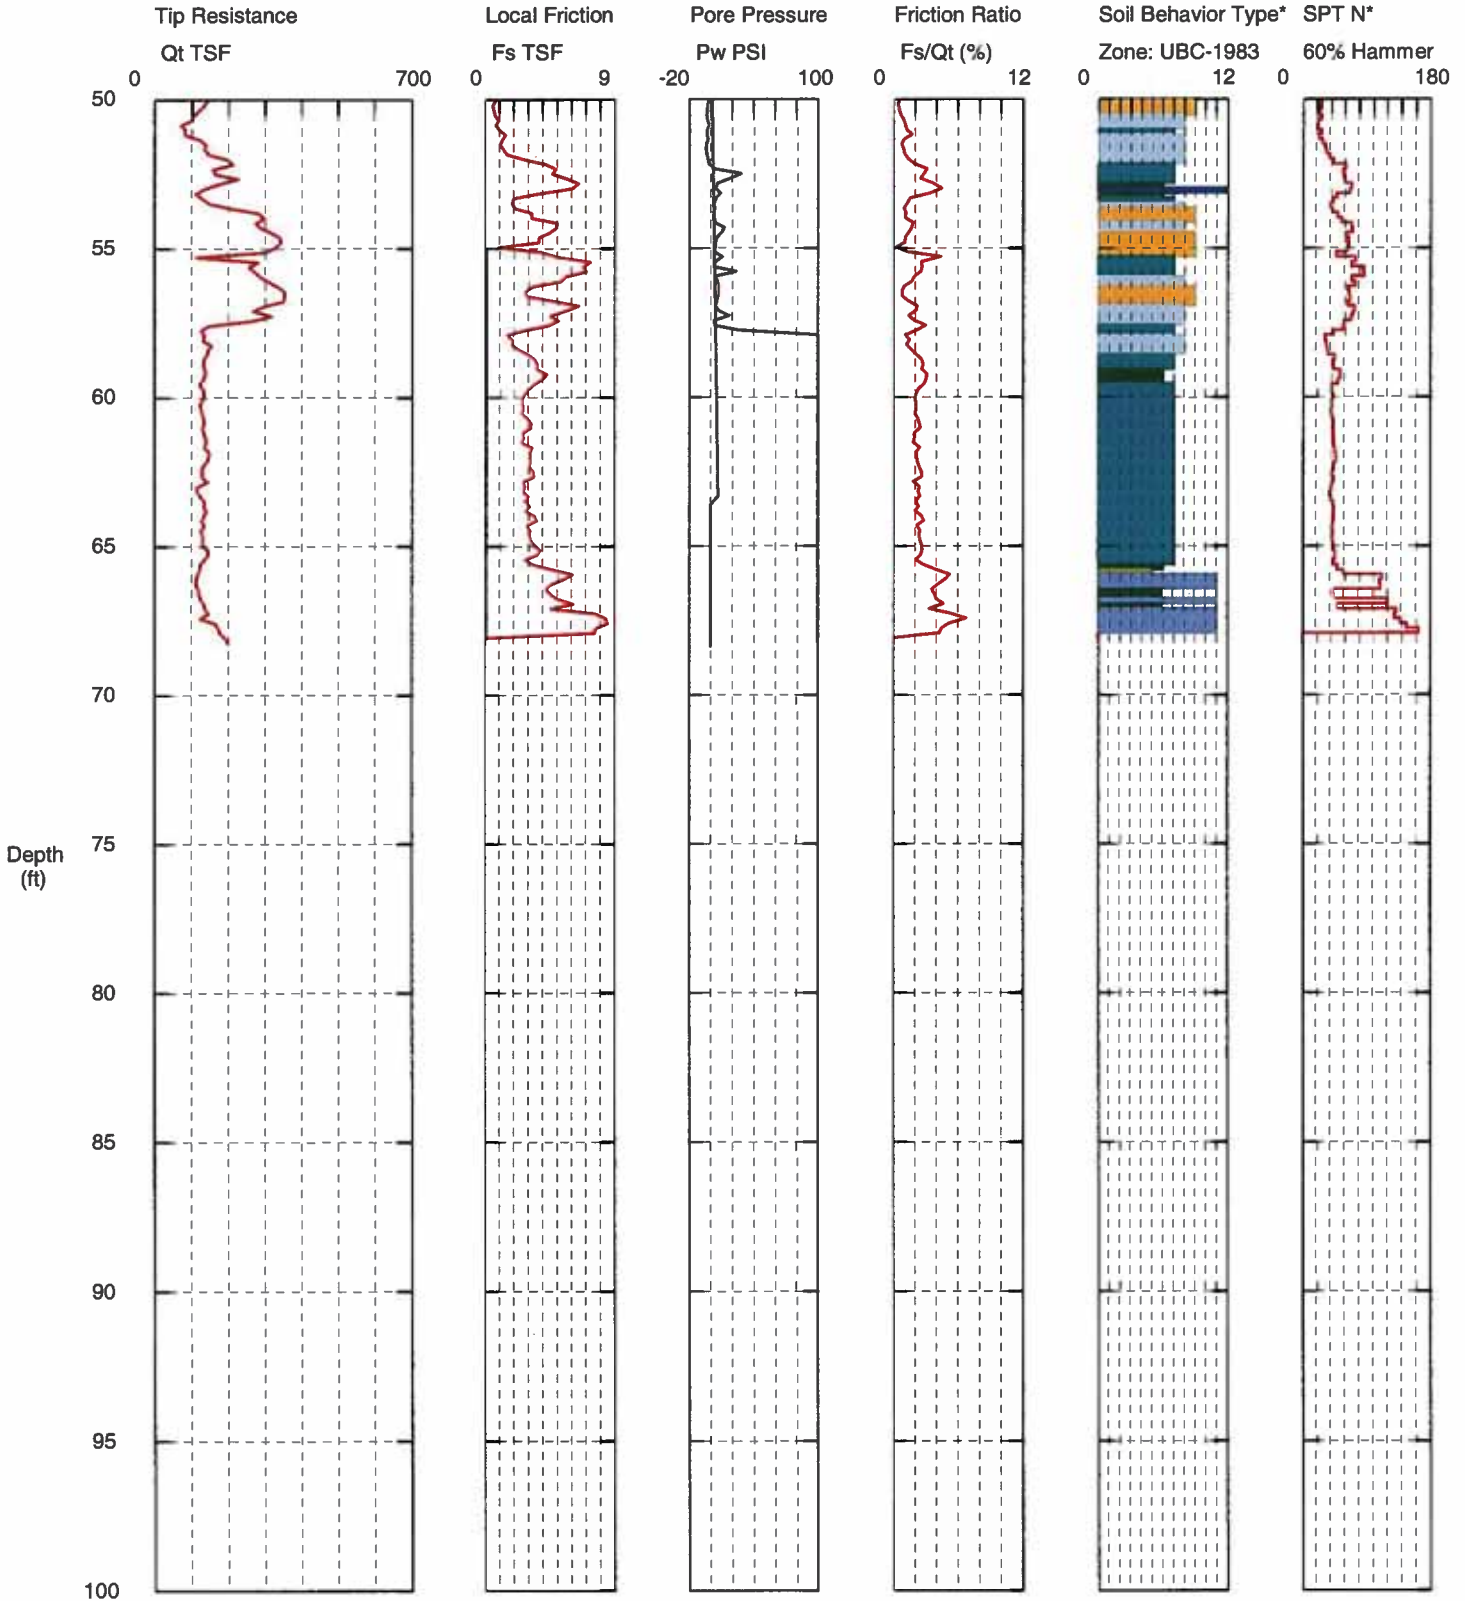 Tip Resistance Local Friction Pore Pressure Friction Ratio Soil Behavior Type* SPT N*
Qt TSF Fs TSF Pw PSI Fs/Qt (%) Zone: UBC-1983 60% Hammer
0 700 0 9 -20 100 0 12 0 12 0 180
50
55
60
65
70
75
Depth
(ft)
80
85
90
95
100